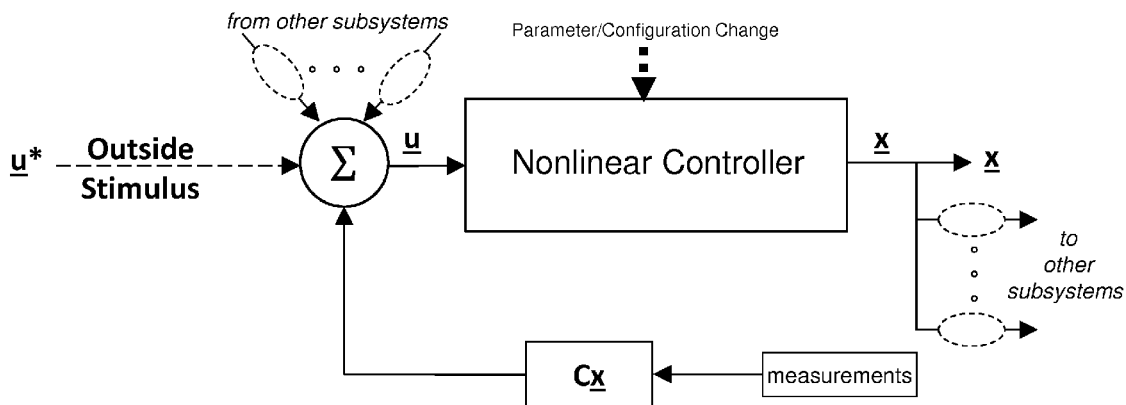 from other subsystems
Parameter/Configuration Change
u*
Outside
Stimulus
Σ
u
Nonlinear Controller
x
x
to
other
subsystems
Cx
measurements